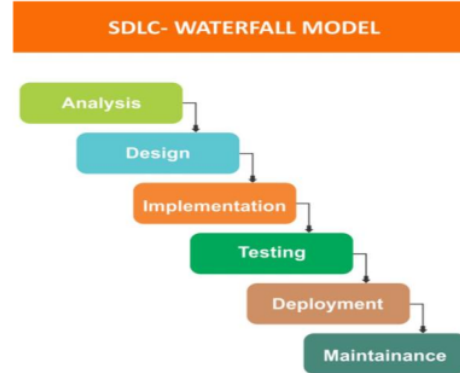 SDLC- WATERFALL MODEL
Analysis
Design
Implementation
Testing
Deployment
Maintainance